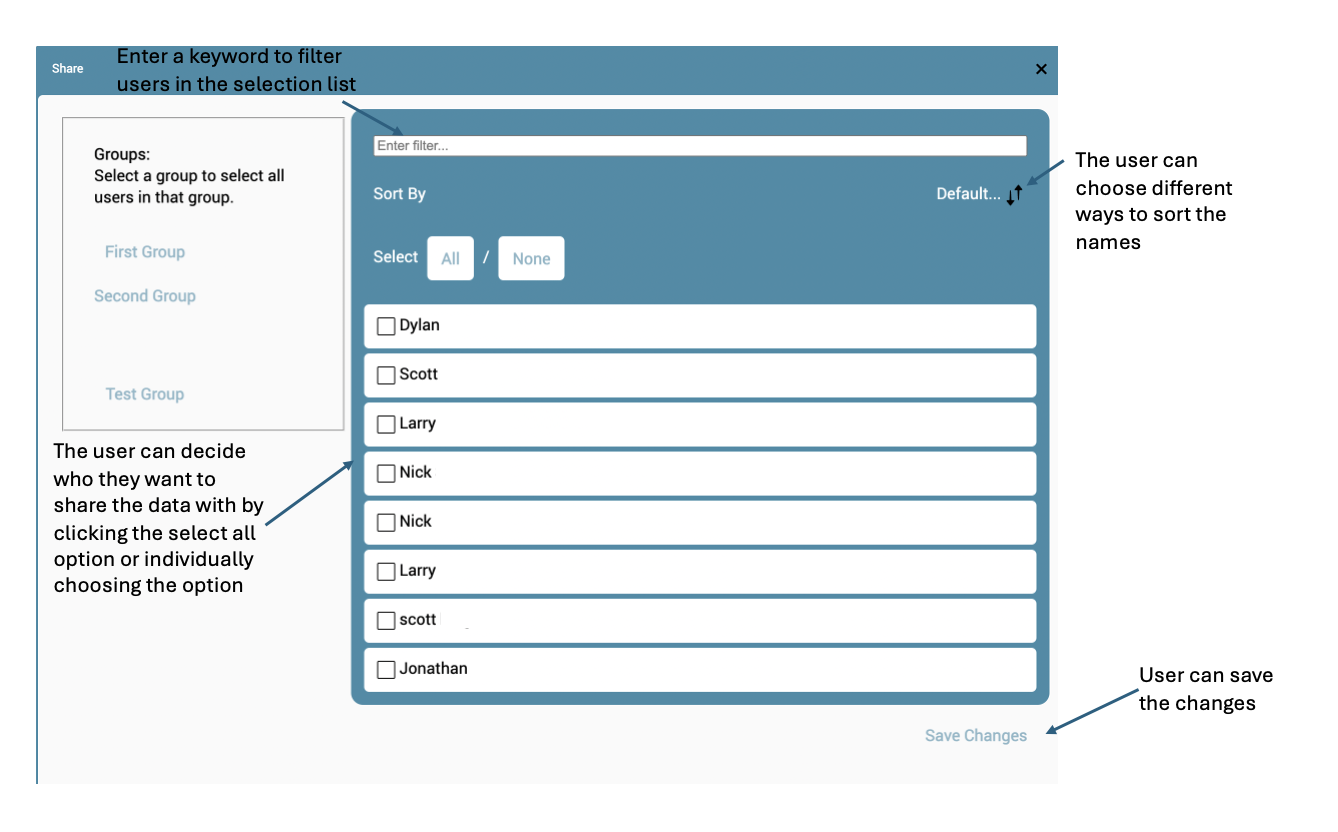 Share
Enter a keyword to filter
users in the selection list
×
Groups:
Select a group to select all
users in that group.
First Group
Second Group
Test Group
The user can decide
who they want to
share the data with by
clicking the select all
option or individually
choosing the option
Enter filter...
Sort By
Default...
The user can
choose different
ways to sort the
names
Select All / None
Dylan
Scott
Larry
Nick
Nick
Larry
scott
Jonathan
User can save
the changes
Save Changes